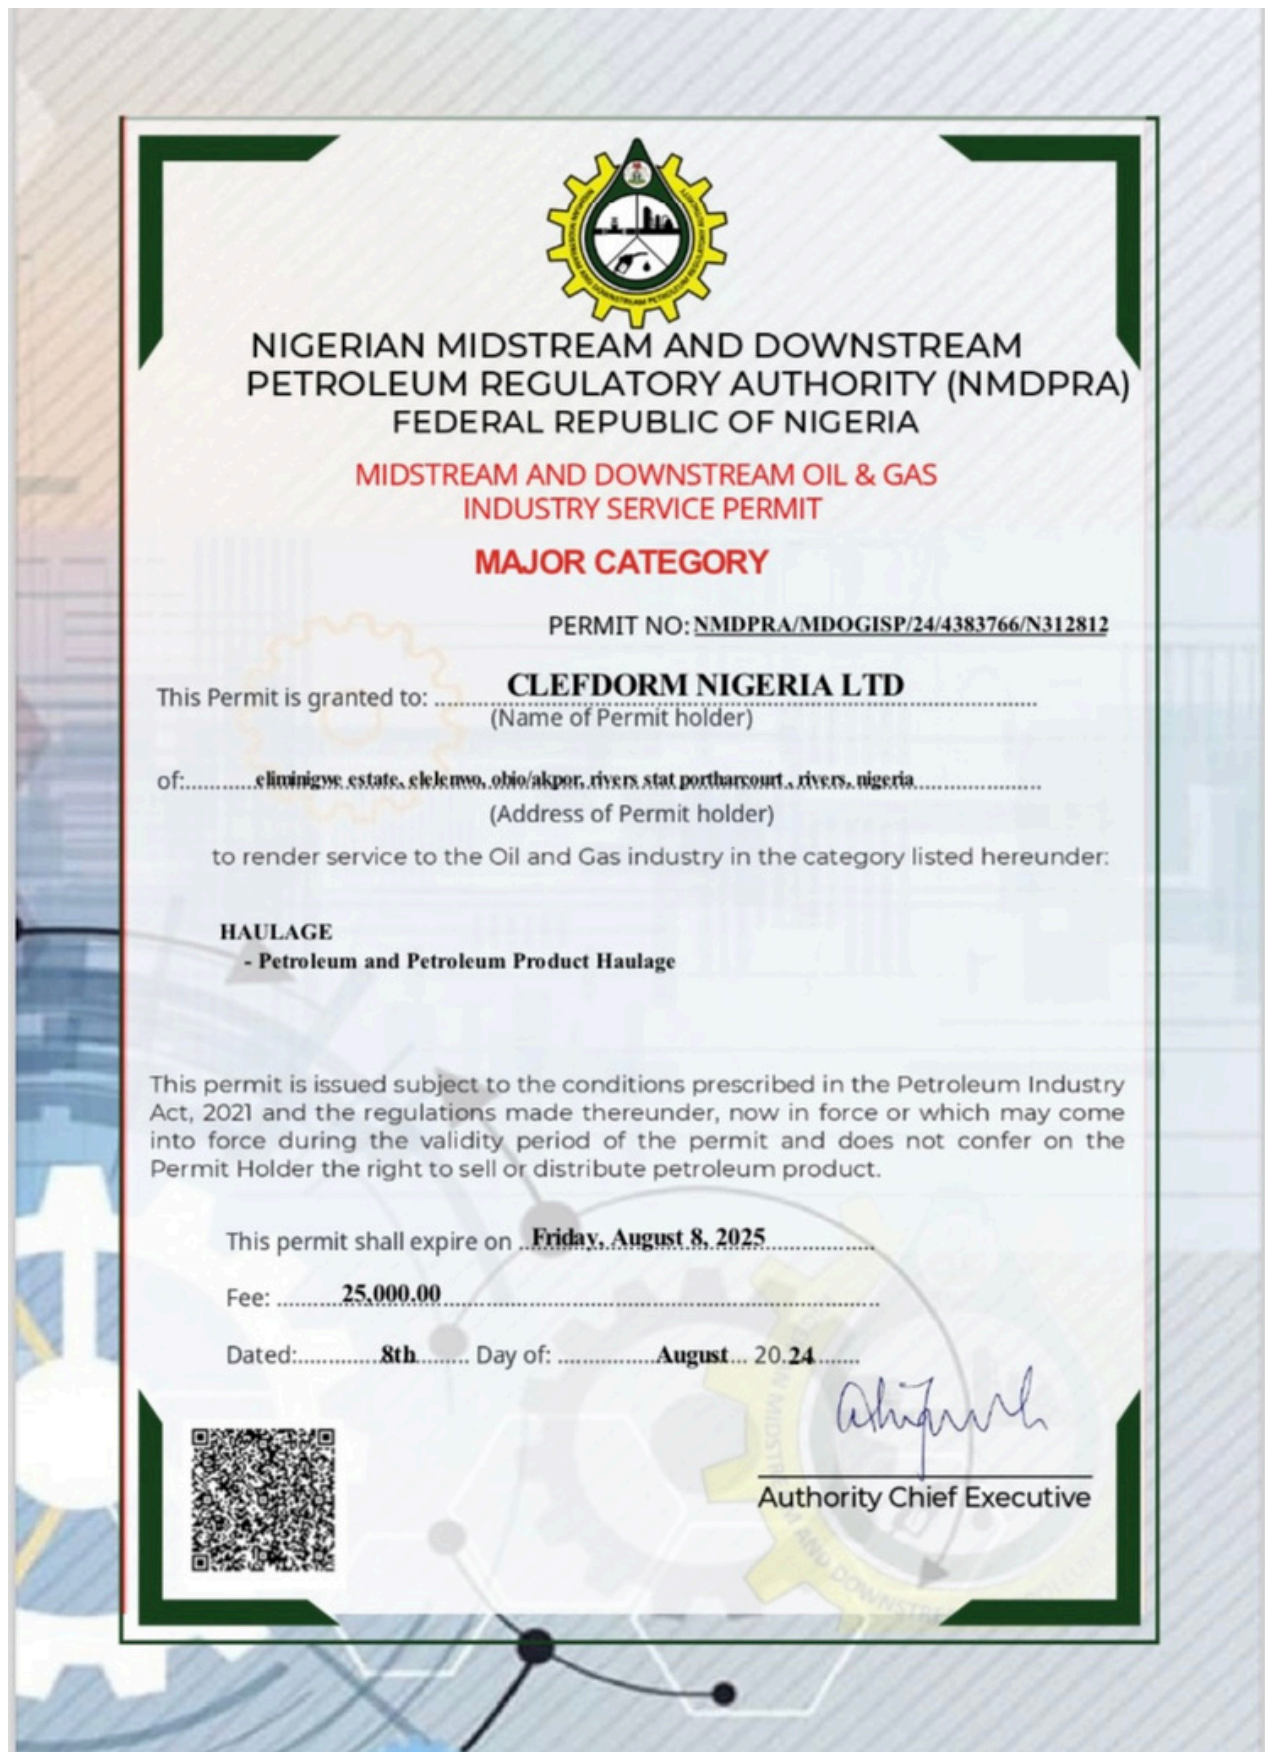 NIGERIAN MIDSTREAM AND DOWNSTREAM
PETROLEUM REGULATORY AUTHORITY (NMDPRA)
FEDERAL REPUBLIC OF NIGERIA
MIDSTREAM AND DOWNSTREAM OIL & GAS
INDUSTRY SERVICE PERMIT
MAJOR CATEGORY
PERMIT NO: NMDPRA/MDOGISP/24/4383766/N312812
This Permit is granted to: CLEFDORM NIGERIA LTD
(Name of Permit holder)
of: eliminigwe estate, elelenwo, obio/akpor, rivers stat portharcourt , rivers, nigeria
(Address of Permit holder)
to render service to the Oil and Gas industry in the category listed hereunder:
HAULAGE
- Petroleum and Petroleum Product Haulage
This permit is issued subject to the conditions prescribed in the Petroleum Industry
Act, 2021 and the regulations made thereunder, now in force or which may come
into force during the validity period of the permit and does not confer on the
Permit Holder the right to sell or distribute petroleum product.
This permit shall expire on Friday, August 8, 2025
Fee: 25,000.00
Dated: 8th Day of: August 20.24
Authority Chief Executive